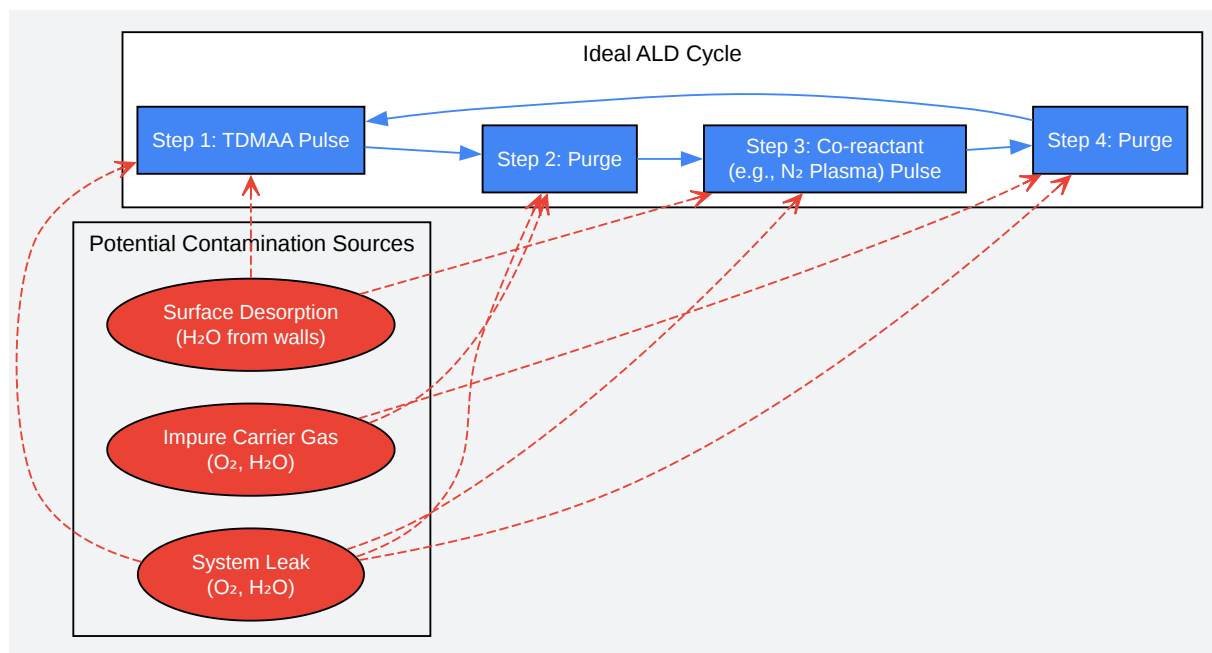 Ideal ALD Cycle
Step 1: TDMAA Pulse
Step 2: Purge
Step 3: Co-reactant
(e.g., N₂ Plasma) Pulse
Step 4: Purge
Potential Contamination Sources
Surface Desorption
(H₂O from walls)
Impure Carrier Gas
(O₂, H₂O)
System Leak
(O₂, H₂O)